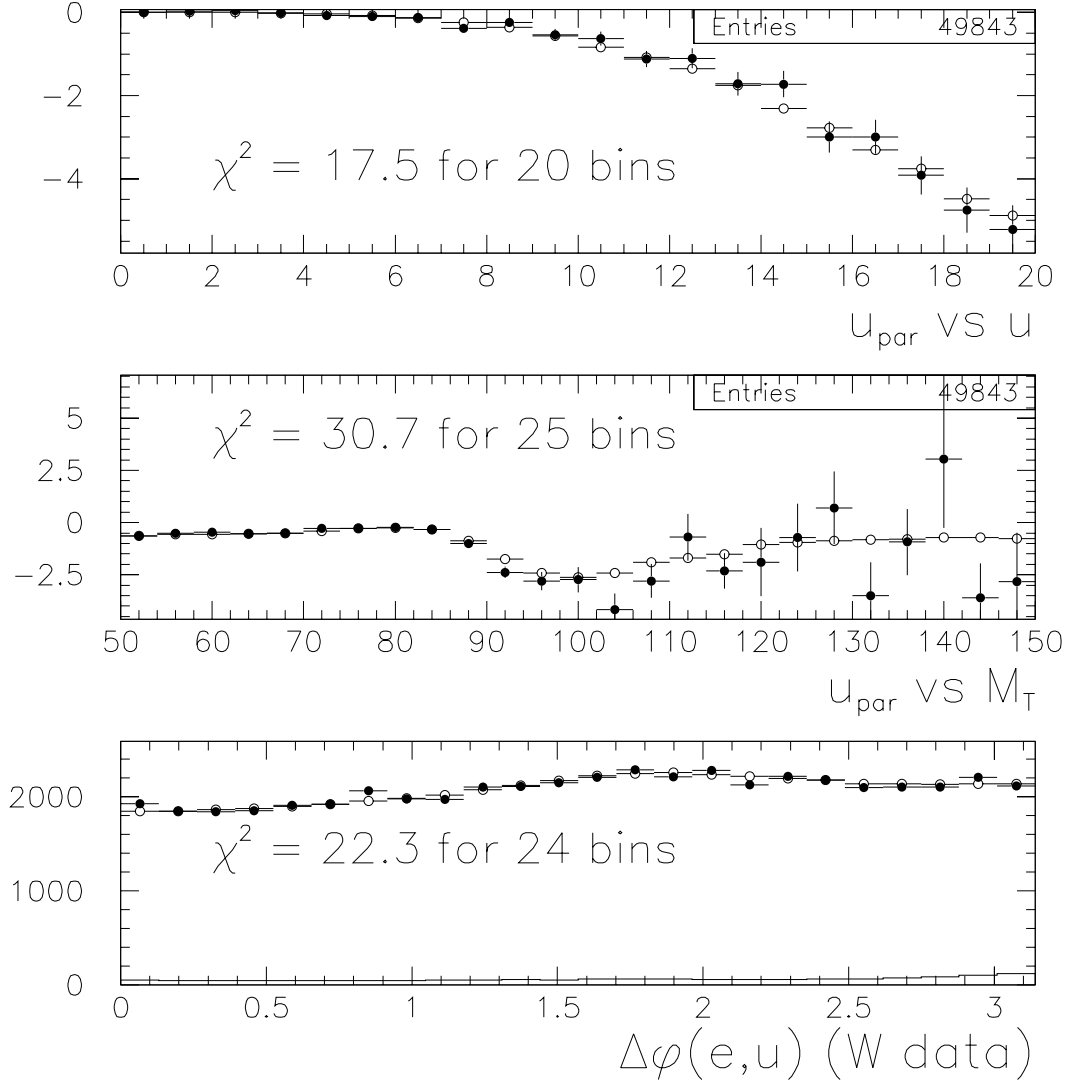 Entries 49843
0
−2
−4
χ² = 17.5 for 20 bins
0 2 4 6 8 10 12 14 16 18 20
u_par vs u
Entries 49843
5
2.5
0
−2.5
χ² = 30.7 for 25 bins
50 60 70 80 90 100 110 120 130 140 150
u_par vs M_T
2000
1000
0
χ² = 22.3 for 24 bins
0 0.5 1 1.5 2 2.5 3
Δφ(e,u) (W data)